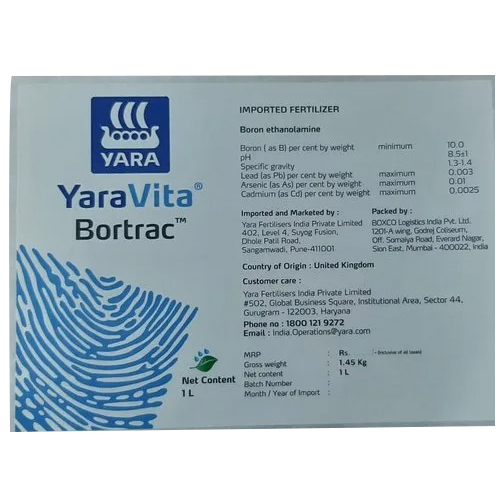 YARA
YaraVita®
Bortrac™
Net Content
1 L
IMPORTED FERTILIZER
Boron ethanolamine
Boron ( as B) per cent by weight minimum 10.0
pH 8.5±1
Specific gravity 1.3-1.4
Lead (as Pb) per cent by weight maximum 0.003
Arsenic (as As) per cent by weight maximum 0.01
Cadmium (as Cd) per cent by weight maximum 0.0025
Imported and Marketed by :
Yara Fertilisers India Private Limited
402, Level 4, Suyog Fusion,
Dhole Patil Road,
Sangamwadi, Pune-411001
Packed by :
BOXCO Logistics India Pvt. Ltd.
1201-A wing, Godrej Coliseum,
Off. Somaiya Road, Everard Nagar,
Sion East, Mumbai - 400022, India
Country of Origin : United Kingdom
Customer care :
Yara Fertilisers India Private Limited
#502, Global Business Square, Institutional Area, Sector 44,
Gurugram - 122003, Haryana
Phone no : 1800 121 9272
Email : India.Operations@yara.com
MRP : Rs. - (Inclusive of all taxes)
Gross weight : 1.45 Kg
Net content : 1 L
Batch Number :
Month / Year of Import :